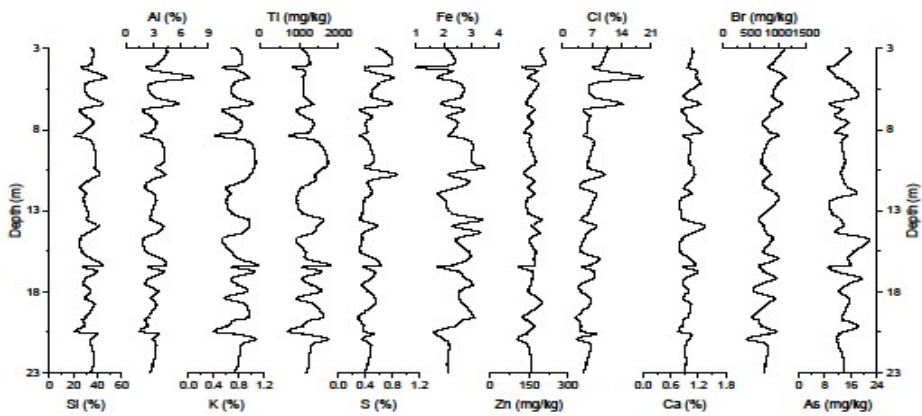 Al (%) Ti (mg/kg) Fe (%) Cl (%) Br (mg/kg)
0 3 6 9 0 1000 2000 1 2 3 4 0 7 14 21 0 500 1000 1500
3 3
8 8
Depth (m) Depth (m)
13 13
18 18
23 23
0 20 40 60 0.0 0.4 0.8 1.2 0.0 0.4 0.8 1.2 0 150 300 0.0 0.6 1.2 1.8 0 8 16 24
Si (%) K (%) S (%) Zn (mg/kg) Ca (%) As (mg/kg)